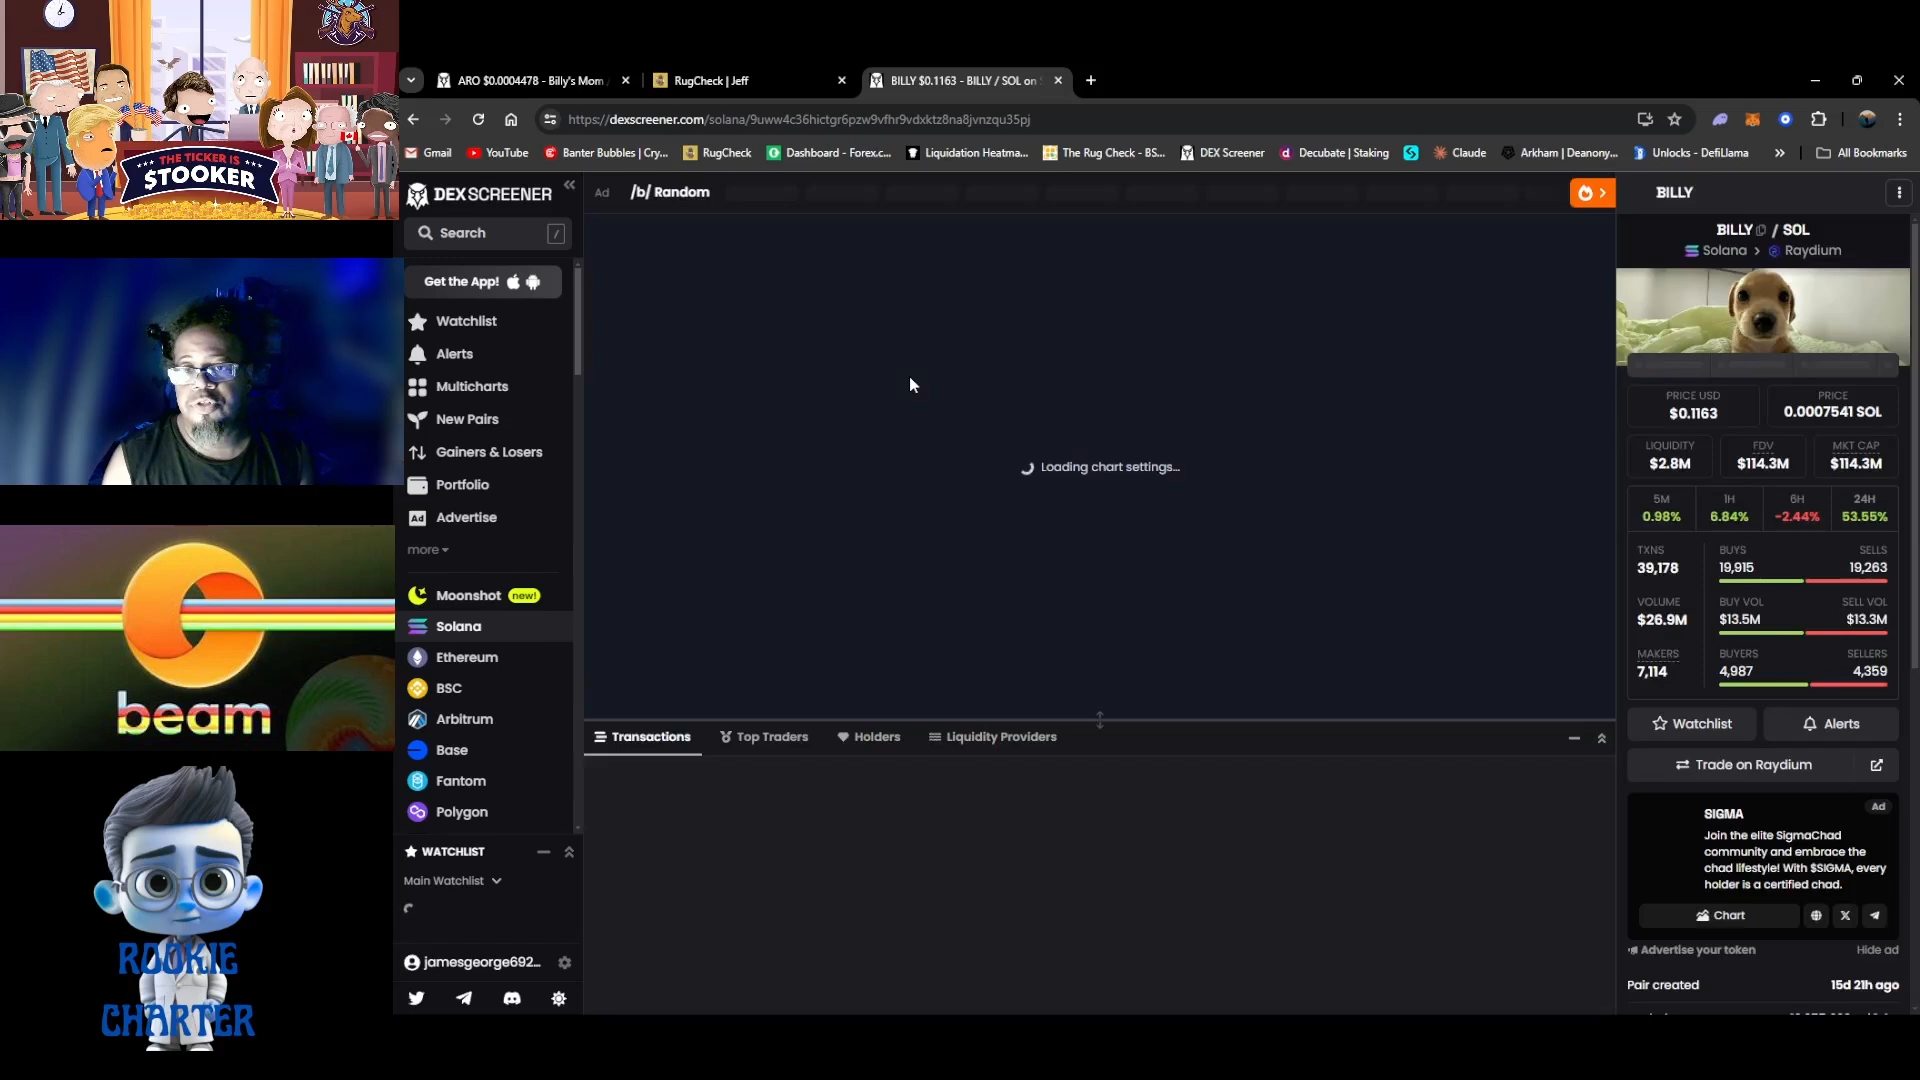 THE TICKER IS
$TOOKER
beam
ROOKIE
CHARTER
ARO $0.0004478 - Billy's Mom
RugCheck | Jeff
BILLY $0.1163 - BILLY / SOL on
https://dexscreener.com/solana/9uww4c36hictgr6pzw9vfhr9vdxktz8na8jvnzqu35pj
Gmail
YouTube
Banter Bubbles | Cry...
RugCheck
Dashboard - Forex.c...
Liquidation Heatma...
The Rug Check - BS...
DEX Screener
Decubate | Staking
Claude
Arkham | Deanony...
Unlocks - DefiLlama
All Bookmarks
DEXSCREENER
Search /
Get the App!
Watchlist
Alerts
Multicharts
New Pairs
Gainers & Losers
Portfolio
Ad Advertise
more
Moonshot new!
Solana
Ethereum
BSC
Arbitrum
Base
Fantom
Polygon
WATCHLIST
Main Watchlist
jamesgeorge692...
Ad /b/ Random
Loading chart settings...
Transactions
Top Traders
Holders
Liquidity Providers
BILLY
BILLY / SOL
Solana > Raydium
PRICE USD PRICE
$0.1163 0.0007541 SOL
LIQUIDITY FDV MKT CAP
$2.8M $114.3M $114.3M
5M 1H 6H 24H
0.98% 6.84% -2.44% 53.55%
TXNS BUYS SELLS
39,178 19,915 19,263
VOLUME BUY VOL SELL VOL
$26.9M $13.5M $13.3M
MAKERS BUYERS SELLERS
7,114 4,987 4,359
Watchlist Alerts
Trade on Raydium
Ad
SIGMA
Join the elite SigmaChad
community and embrace the
chad lifestyle! With $SIGMA, every
holder is a certified chad.
Chart
Advertise your token Hide ad
Pair created 15d 21h ago